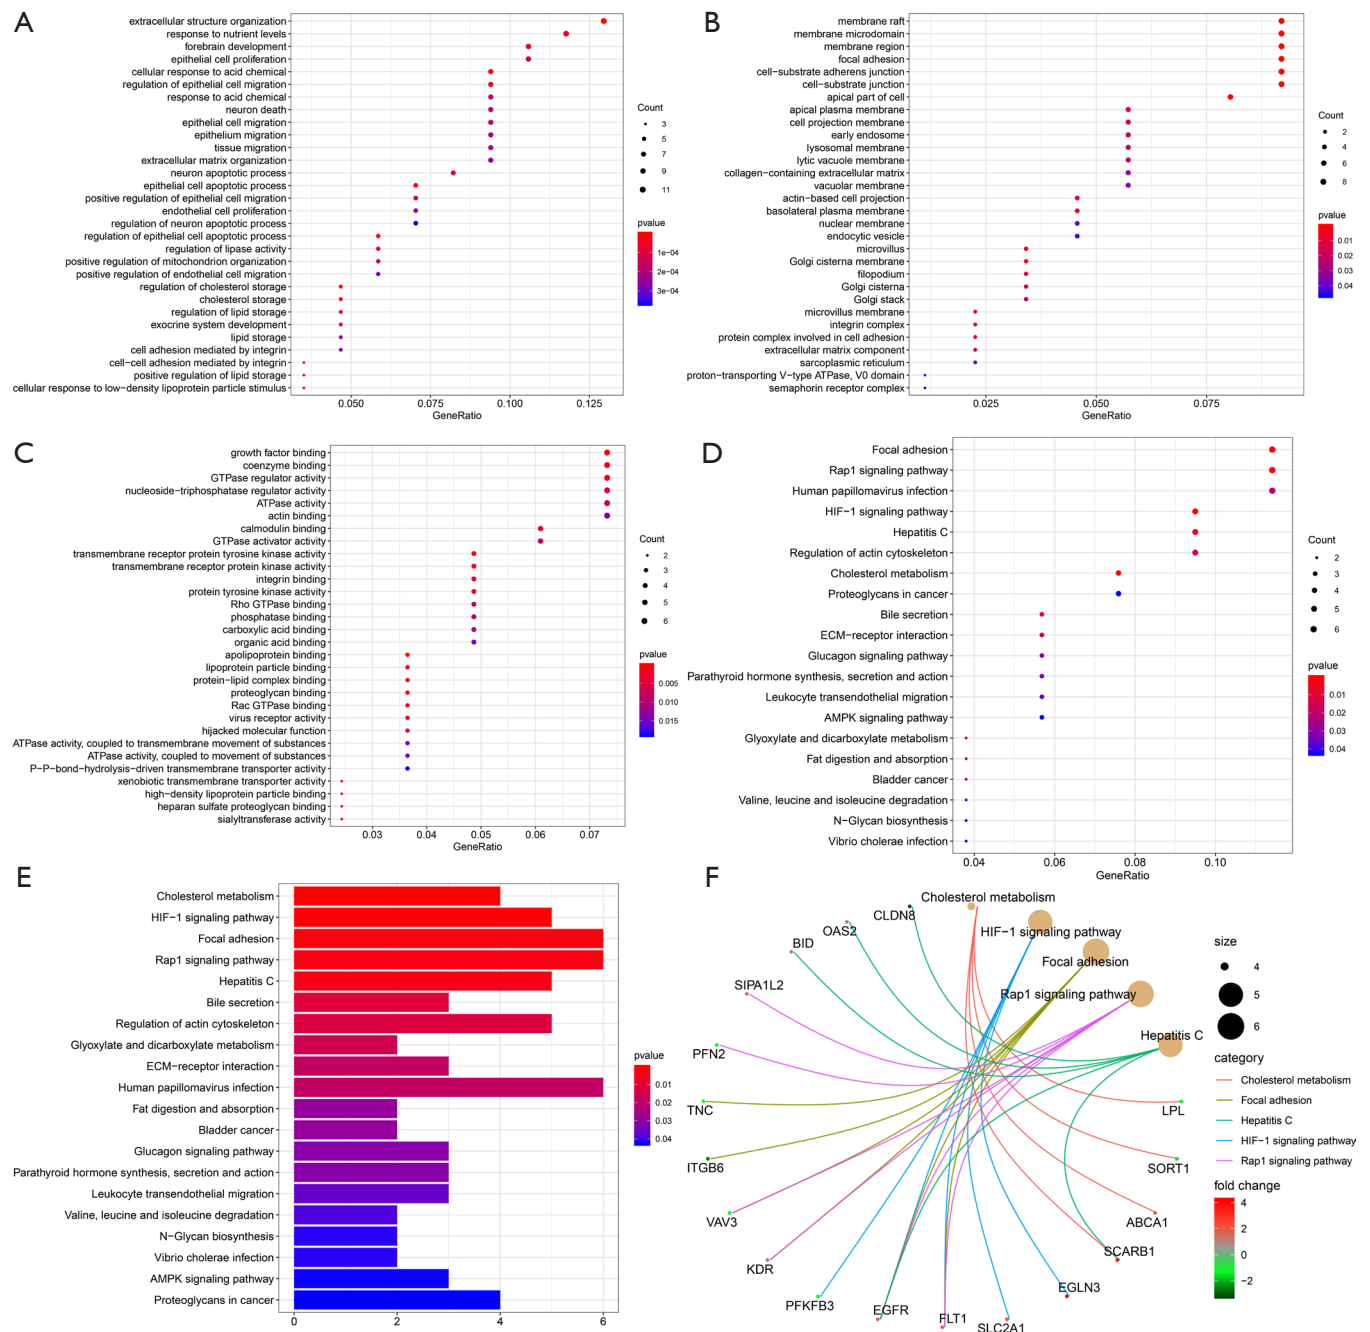 A
extracellular structure organization
response to nutrient levels
forebrain development
epithelial cell proliferation
cellular response to acid chemical
regulation of epithelial cell migration
response to acid chemical
neuron death
epithelial cell migration
epithelium migration
tissue migration
extracellular matrix organization
neuron apoptotic process
epithelial cell apoptotic process
positive regulation of epithelial cell migration
endothelial cell proliferation
regulation of neuron apoptotic process
regulation of epithelial cell apoptotic process
regulation of lipase activity
positive regulation of mitochondrion organization
positive regulation of endothelial cell migration
regulation of cholesterol storage
cholesterol storage
regulation of lipid storage
exocrine system development
lipid storage
cell adhesion mediated by integrin
cell−cell adhesion mediated by integrin
positive regulation of lipid storage
cellular response to low−density lipoprotein particle stimulus
0.050 0.075 0.100 0.125
GeneRatio
Count
3
5
7
9
11
pvalue
1e−04
2e−04
3e−04
B
membrane raft
membrane microdomain
membrane region
focal adhesion
cell−substrate adherens junction
cell−substrate junction
apical part of cell
apical plasma membrane
cell projection membrane
early endosome
lysosomal membrane
lytic vacuole membrane
collagen−containing extracellular matrix
vacuolar membrane
actin−based cell projection
basolateral plasma membrane
nuclear membrane
endocytic vesicle
microvillus
Golgi cisterna membrane
filopodium
Golgi cisterna
Golgi stack
microvillus membrane
integrin complex
protein complex involved in cell adhesion
extracellular matrix component
sarcoplasmic reticulum
proton−transporting V−type ATPase, V0 domain
semaphorin receptor complex
0.025 0.050 0.075
GeneRatio
Count
2
4
6
8
pvalue
0.01
0.02
0.03
0.04
C
growth factor binding
coenzyme binding
GTPase regulator activity
nucleoside−triphosphatase regulator activity
ATPase activity
actin binding
calmodulin binding
GTPase activator activity
transmembrane receptor protein tyrosine kinase activity
transmembrane receptor protein kinase activity
integrin binding
protein tyrosine kinase activity
Rho GTPase binding
phosphatase binding
carboxylic acid binding
organic acid binding
apolipoprotein binding
lipoprotein particle binding
protein−lipid complex binding
proteoglycan binding
Rac GTPase binding
virus receptor activity
hijacked molecular function
ATPase activity, coupled to transmembrane movement of substances
ATPase activity, coupled to movement of substances
P−P−bond−hydrolysis−driven transmembrane transporter activity
xenobiotic transmembrane transporter activity
high−density lipoprotein particle binding
heparan sulfate proteoglycan binding
sialyltransferase activity
0.03 0.04 0.05 0.06 0.07
GeneRatio
Count
2
3
4
5
6
pvalue
0.005
0.010
0.015
D
Focal adhesion
Rap1 signaling pathway
Human papillomavirus infection
HIF−1 signaling pathway
Hepatitis C
Regulation of actin cytoskeleton
Cholesterol metabolism
Proteoglycans in cancer
Bile secretion
ECM−receptor interaction
Glucagon signaling pathway
Parathyroid hormone synthesis, secretion and action
Leukocyte transendothelial migration
AMPK signaling pathway
Glyoxylate and dicarboxylate metabolism
Fat digestion and absorption
Bladder cancer
Valine, leucine and isoleucine degradation
N−Glycan biosynthesis
Vibrio cholerae infection
0.04 0.06 0.08 0.10
GeneRatio
Count
2
3
4
5
6
pvalue
0.01
0.02
0.03
0.04
E
Cholesterol metabolism
HIF−1 signaling pathway
Focal adhesion
Rap1 signaling pathway
Hepatitis C
Bile secretion
Regulation of actin cytoskeleton
Glyoxylate and dicarboxylate metabolism
ECM−receptor interaction
Human papillomavirus infection
Fat digestion and absorption
Bladder cancer
Glucagon signaling pathway
Parathyroid hormone synthesis, secretion and action
Leukocyte transendothelial migration
Valine, leucine and isoleucine degradation
N−Glycan biosynthesis
Vibrio cholerae infection
AMPK signaling pathway
Proteoglycans in cancer
0 2 4 6
pvalue
0.01
0.02
0.03
0.04
F
Cholesterol metabolism
HIF−1 signaling pathway
Focal adhesion
Rap1 signaling pathway
Hepatitis C
CLDN8
OAS2
BID
SIPA1L2
PFN2
TNC
ITGB6
VAV3
KDR
PFKFB3
EGFR
FLT1
SLC2A1
EGLN3
SCARB1
ABCA1
SORT1
LPL
size
4
5
6
category
Cholesterol metabolism
Focal adhesion
Hepatitis C
HIF−1 signaling pathway
Rap1 signaling pathway
fold change
4
2
0
−2